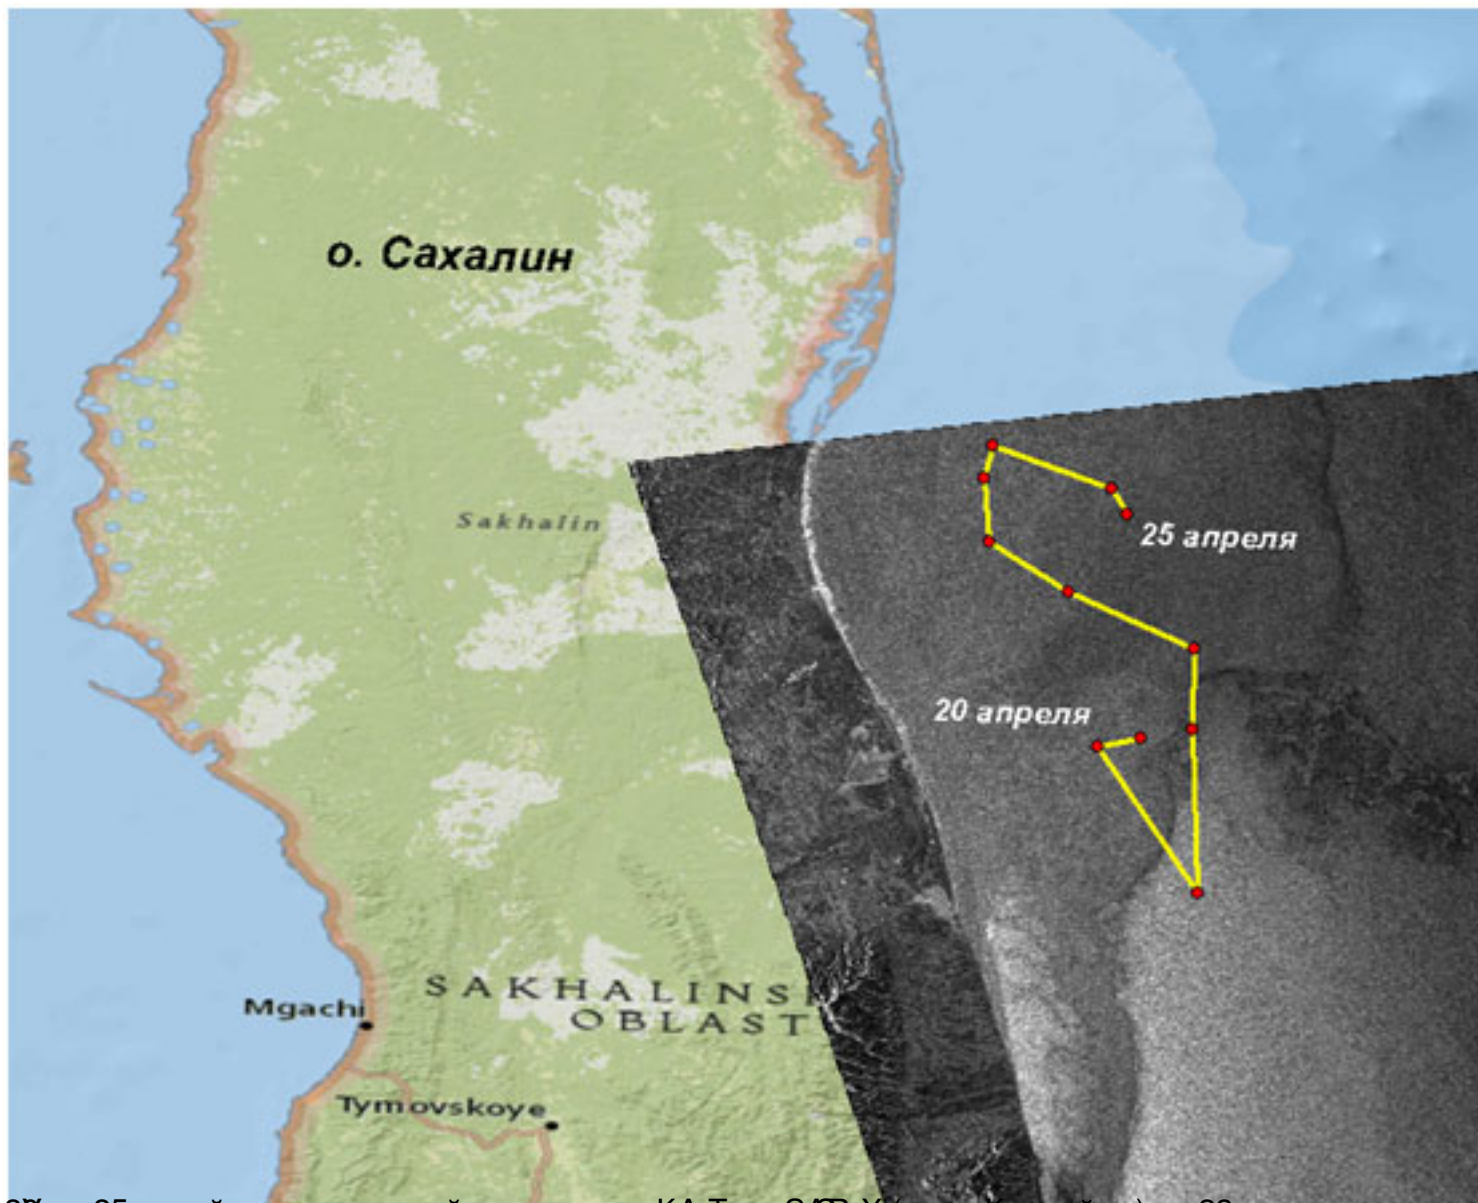 о. Сахалин
Sakhalin
25 апреля
20 апреля
SAKHALINS
OBLAST
Mgachi
Tymovskoye